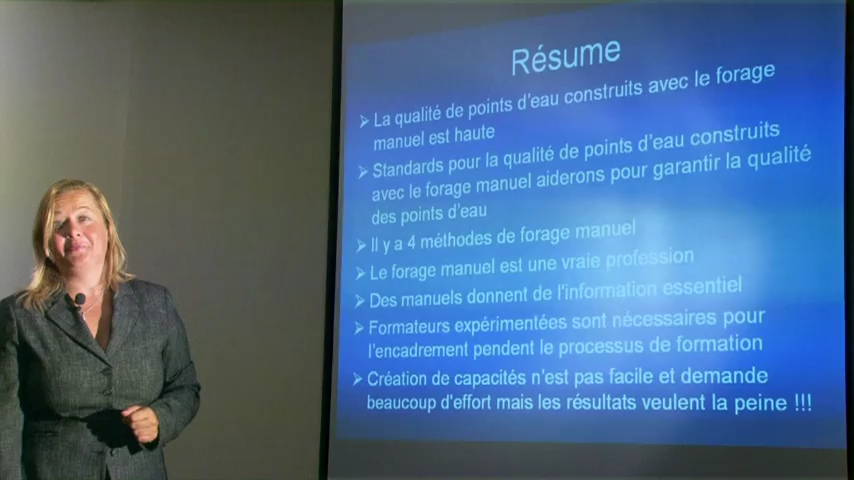 Résume
➢ La qualité de points d'eau construits avec le forage
manuel est haute
➢ Standards pour la qualité de points d'eau construits
avec le forage manuel aiderons pour garantir la qualité
des points d'eau
➢ Il y a 4 méthodes de forage manuel
➢ Le forage manuel est une vraie profession
➢ Des manuels donnent de l'information essentiel
➢ Formateurs expérimentées sont nécessaires pour
l'encadrement pendent le processus de formation
➢ Création de capacités n'est pas facile et demande
beaucoup d'effort mais les résultats veulent la peine !!!